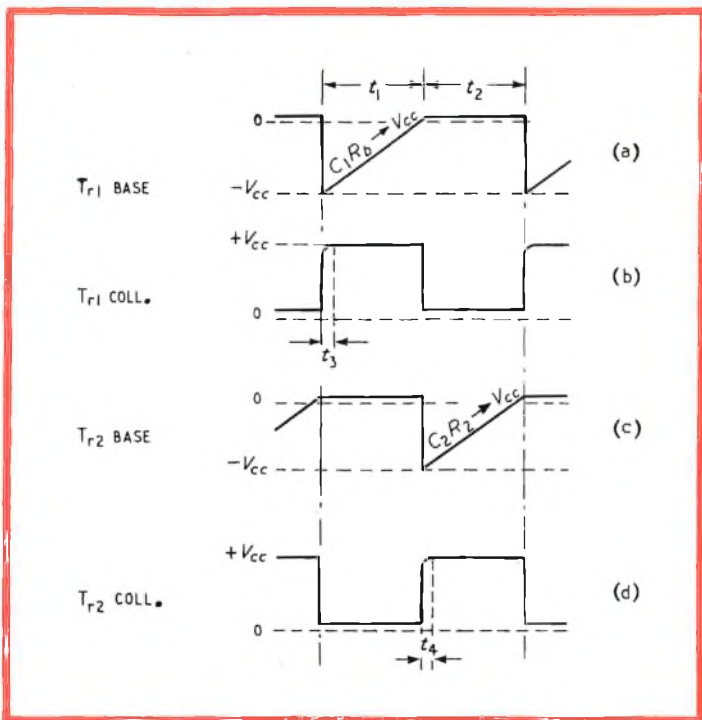 t₁ t₂
0
C₁R_b → Vcc
(a)
Tr1 BASE
−Vcc
+Vcc
(b)
Tr1 COLL.
0
t₃
0
C₂R₂ → Vcc
(c)
Tr2 BASE
−Vcc
+Vcc
Tr2 COLL.
(d)
0
t₄